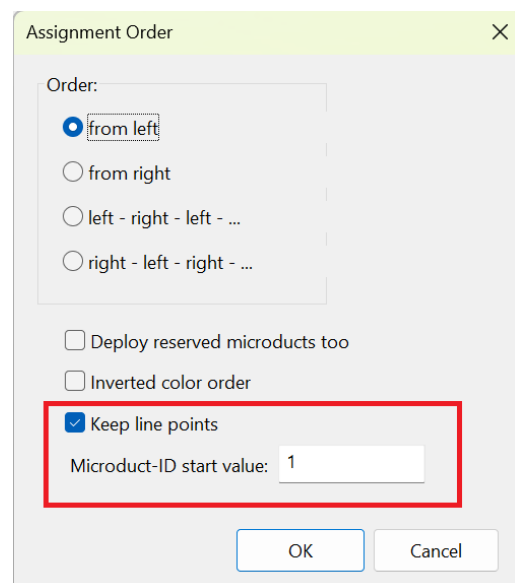 Assignment Order
Order:
from left
from right
left - right - left - ...
right - left - right - ...
Deploy reserved microducts too
Inverted color order
Keep line points
Microduct-ID start value: 1
OK Cancel